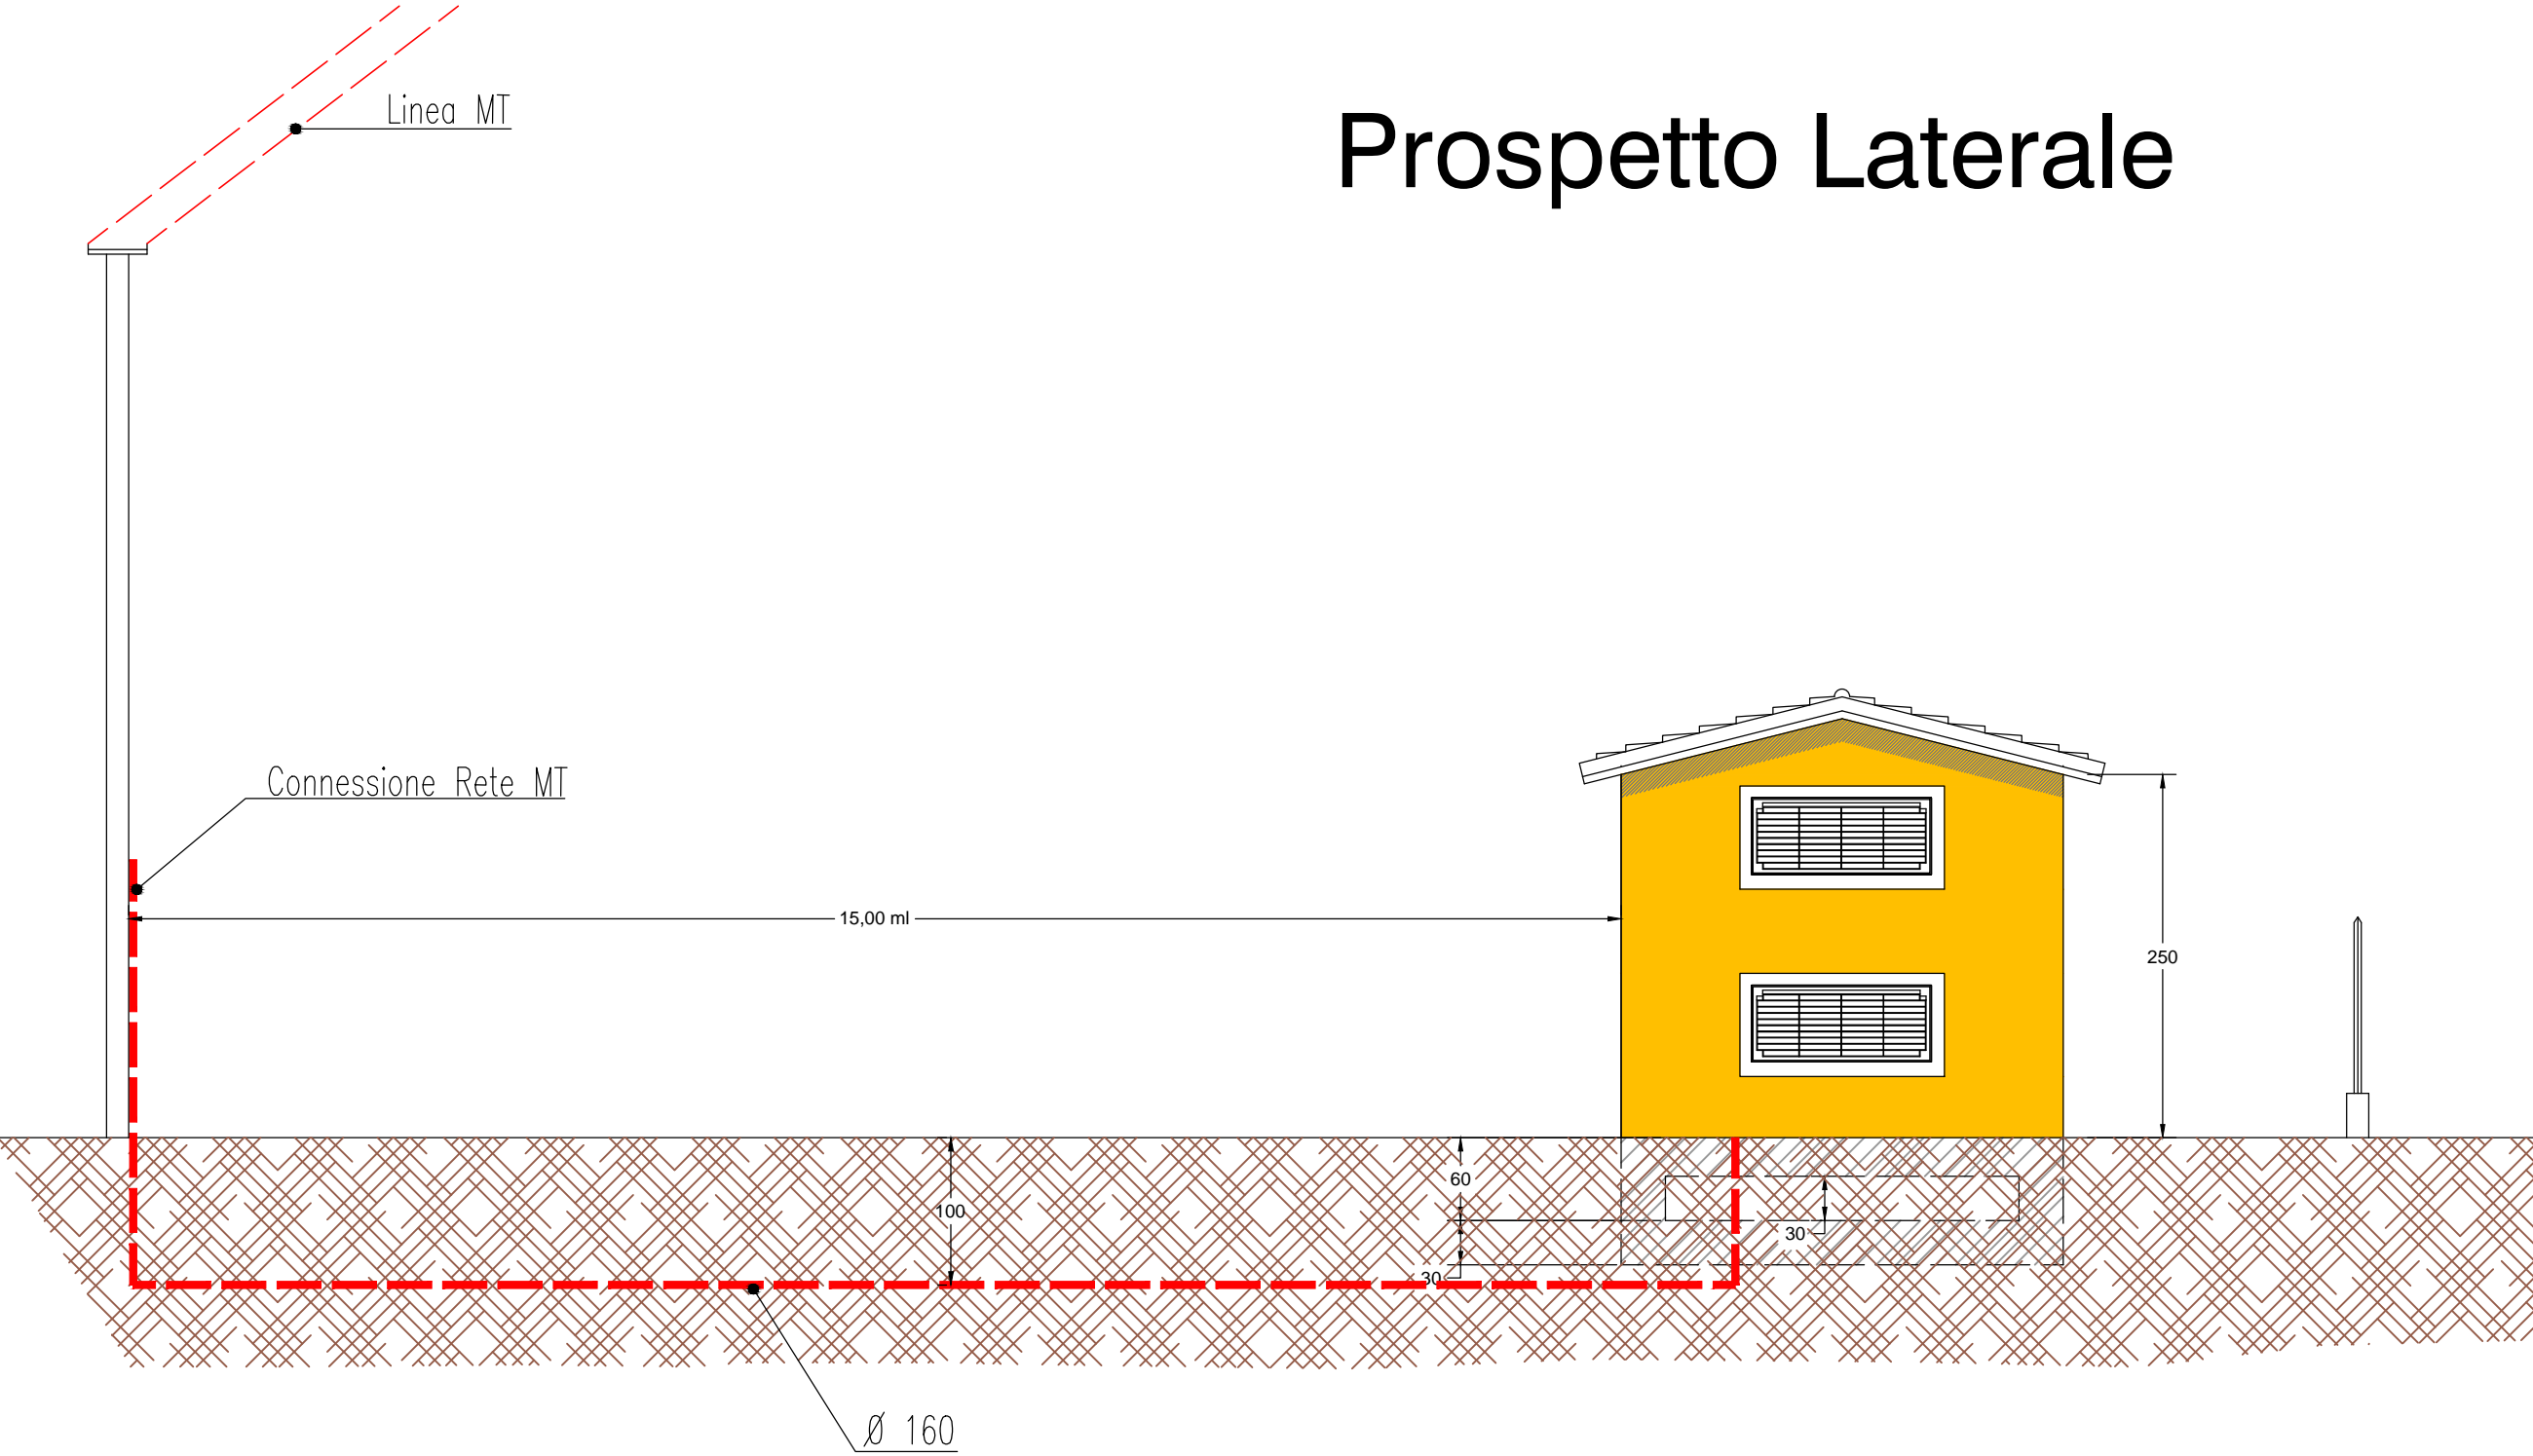 Linea MT
Prospetto Laterale
Connessione Rete MT
15,00 ml
250
60
100
30
30
Ø 160